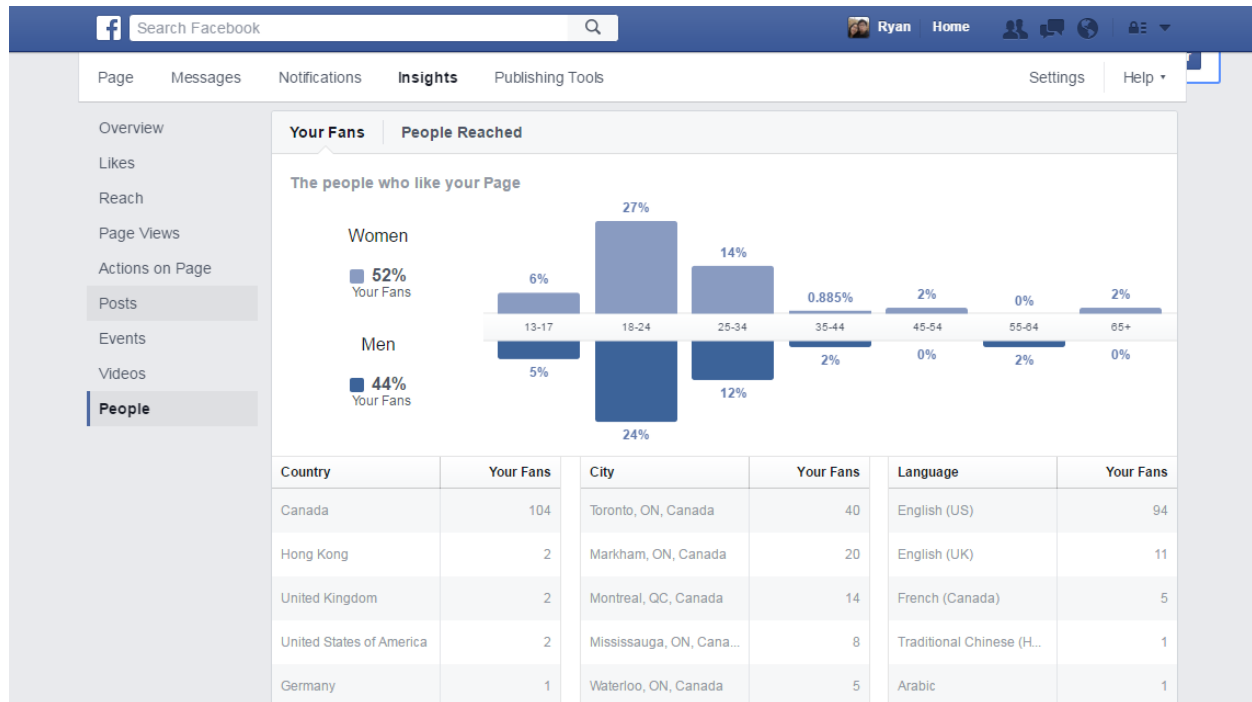 f Search Facebook Ryan Home
Page Messages Notifications Insights Publishing Tools Settings Help
Overview
Likes
Reach
Page Views
Actions on Page
Posts
Events
Videos
People
Your Fans People Reached
The people who like your Page
Women
52%
Your Fans
Men
44%
Your Fans
6% 27% 14% 0.885% 2% 0% 2%
13-17 18-24 25-34 35-44 45-54 55-64 65+
5% 24% 12% 2% 0% 2% 0%
Country Your Fans City Your Fans Language Your Fans
Canada 104 Toronto, ON, Canada 40 English (US) 94
Hong Kong 2 Markham, ON, Canada 20 English (UK) 11
United Kingdom 2 Montreal, QC, Canada 14 French (Canada) 5
United States of America 2 Mississauga, ON, Cana... 8 Traditional Chinese (H... 1
Germany 1 Waterloo, ON, Canada 5 Arabic 1